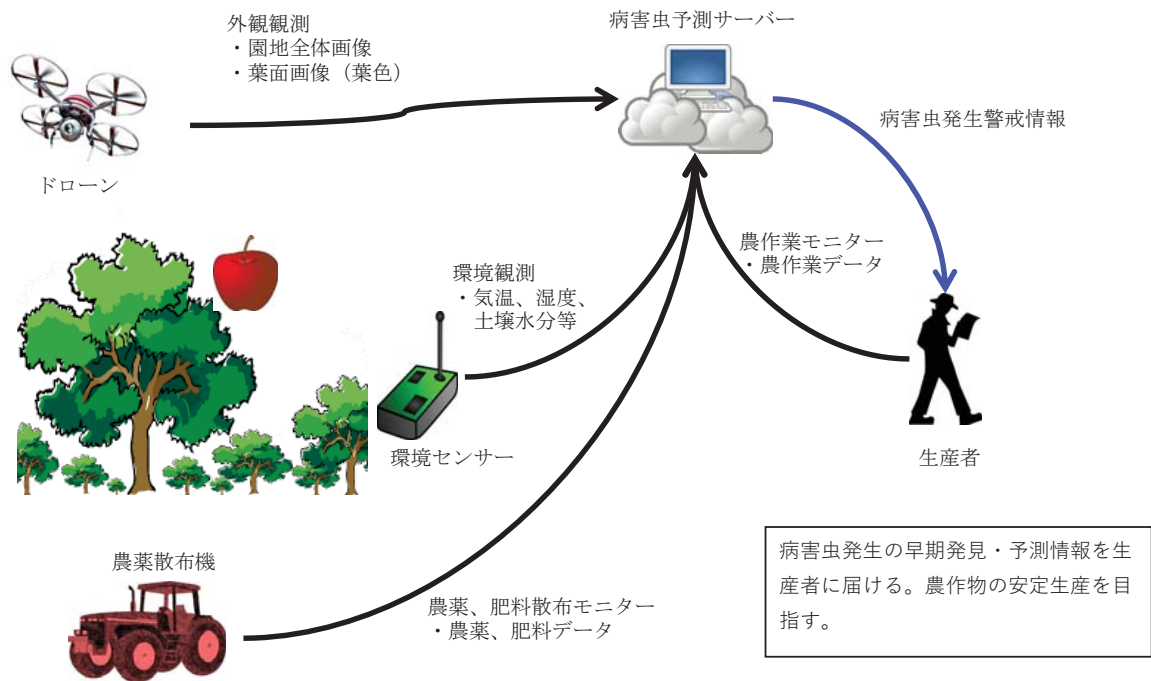 外観観測
・園地全体画像
・葉面画像（葉色）
病害虫予測サーバー
病害虫発生警戒情報
ドローン
農作業モニター
・農作業データ
環境観測
・気温、湿度、
土壌水分等
環境センサー
生産者
農薬散布機
農薬、肥料散布モニター
・農薬、肥料データ
病害虫発生の早期発見・予測情報を生
産者に届ける。農作物の安定生産を目
指す。